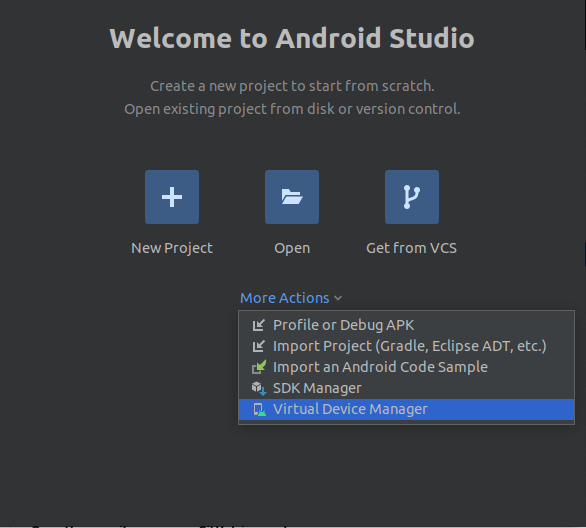 Welcome to Android Studio
Create a new project to start from scratch.
Open existing project from disk or version control.
New Project
Open
Get from VCS
More Actions
Profile or Debug APK
Import Project (Gradle, Eclipse ADT, etc.)
Import an Android Code Sample
SDK Manager
Virtual Device Manager